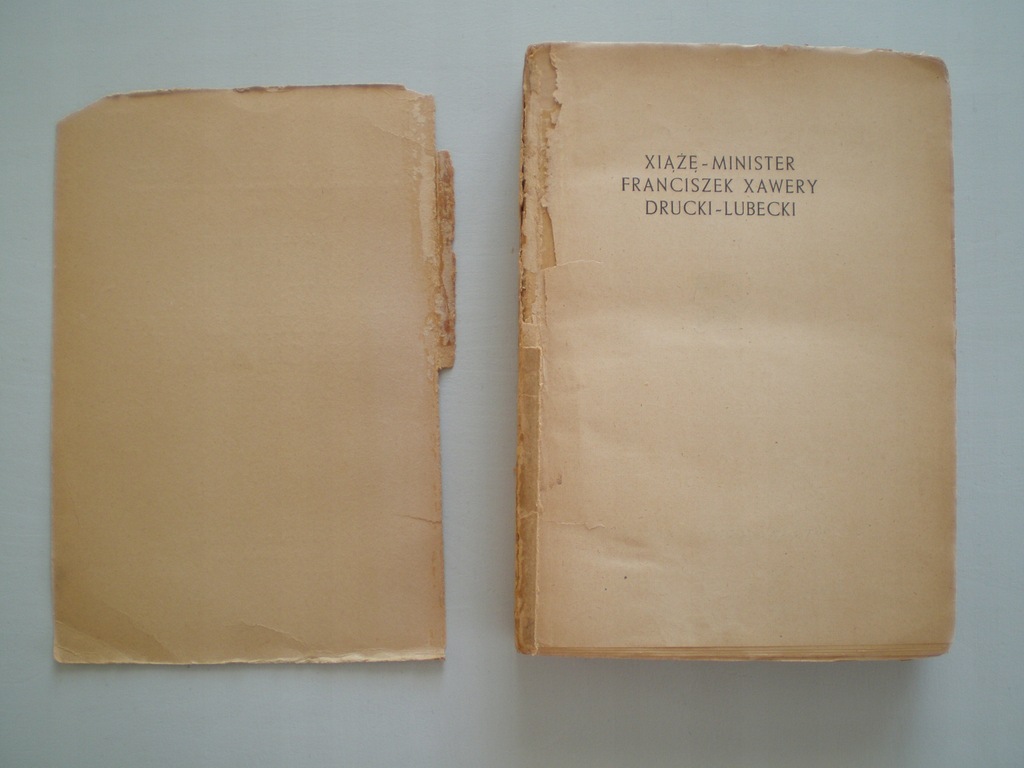 XIĄŻĘ-MINISTER
FRANCISZEK XAWERY
DRUCKI-LUBECKI